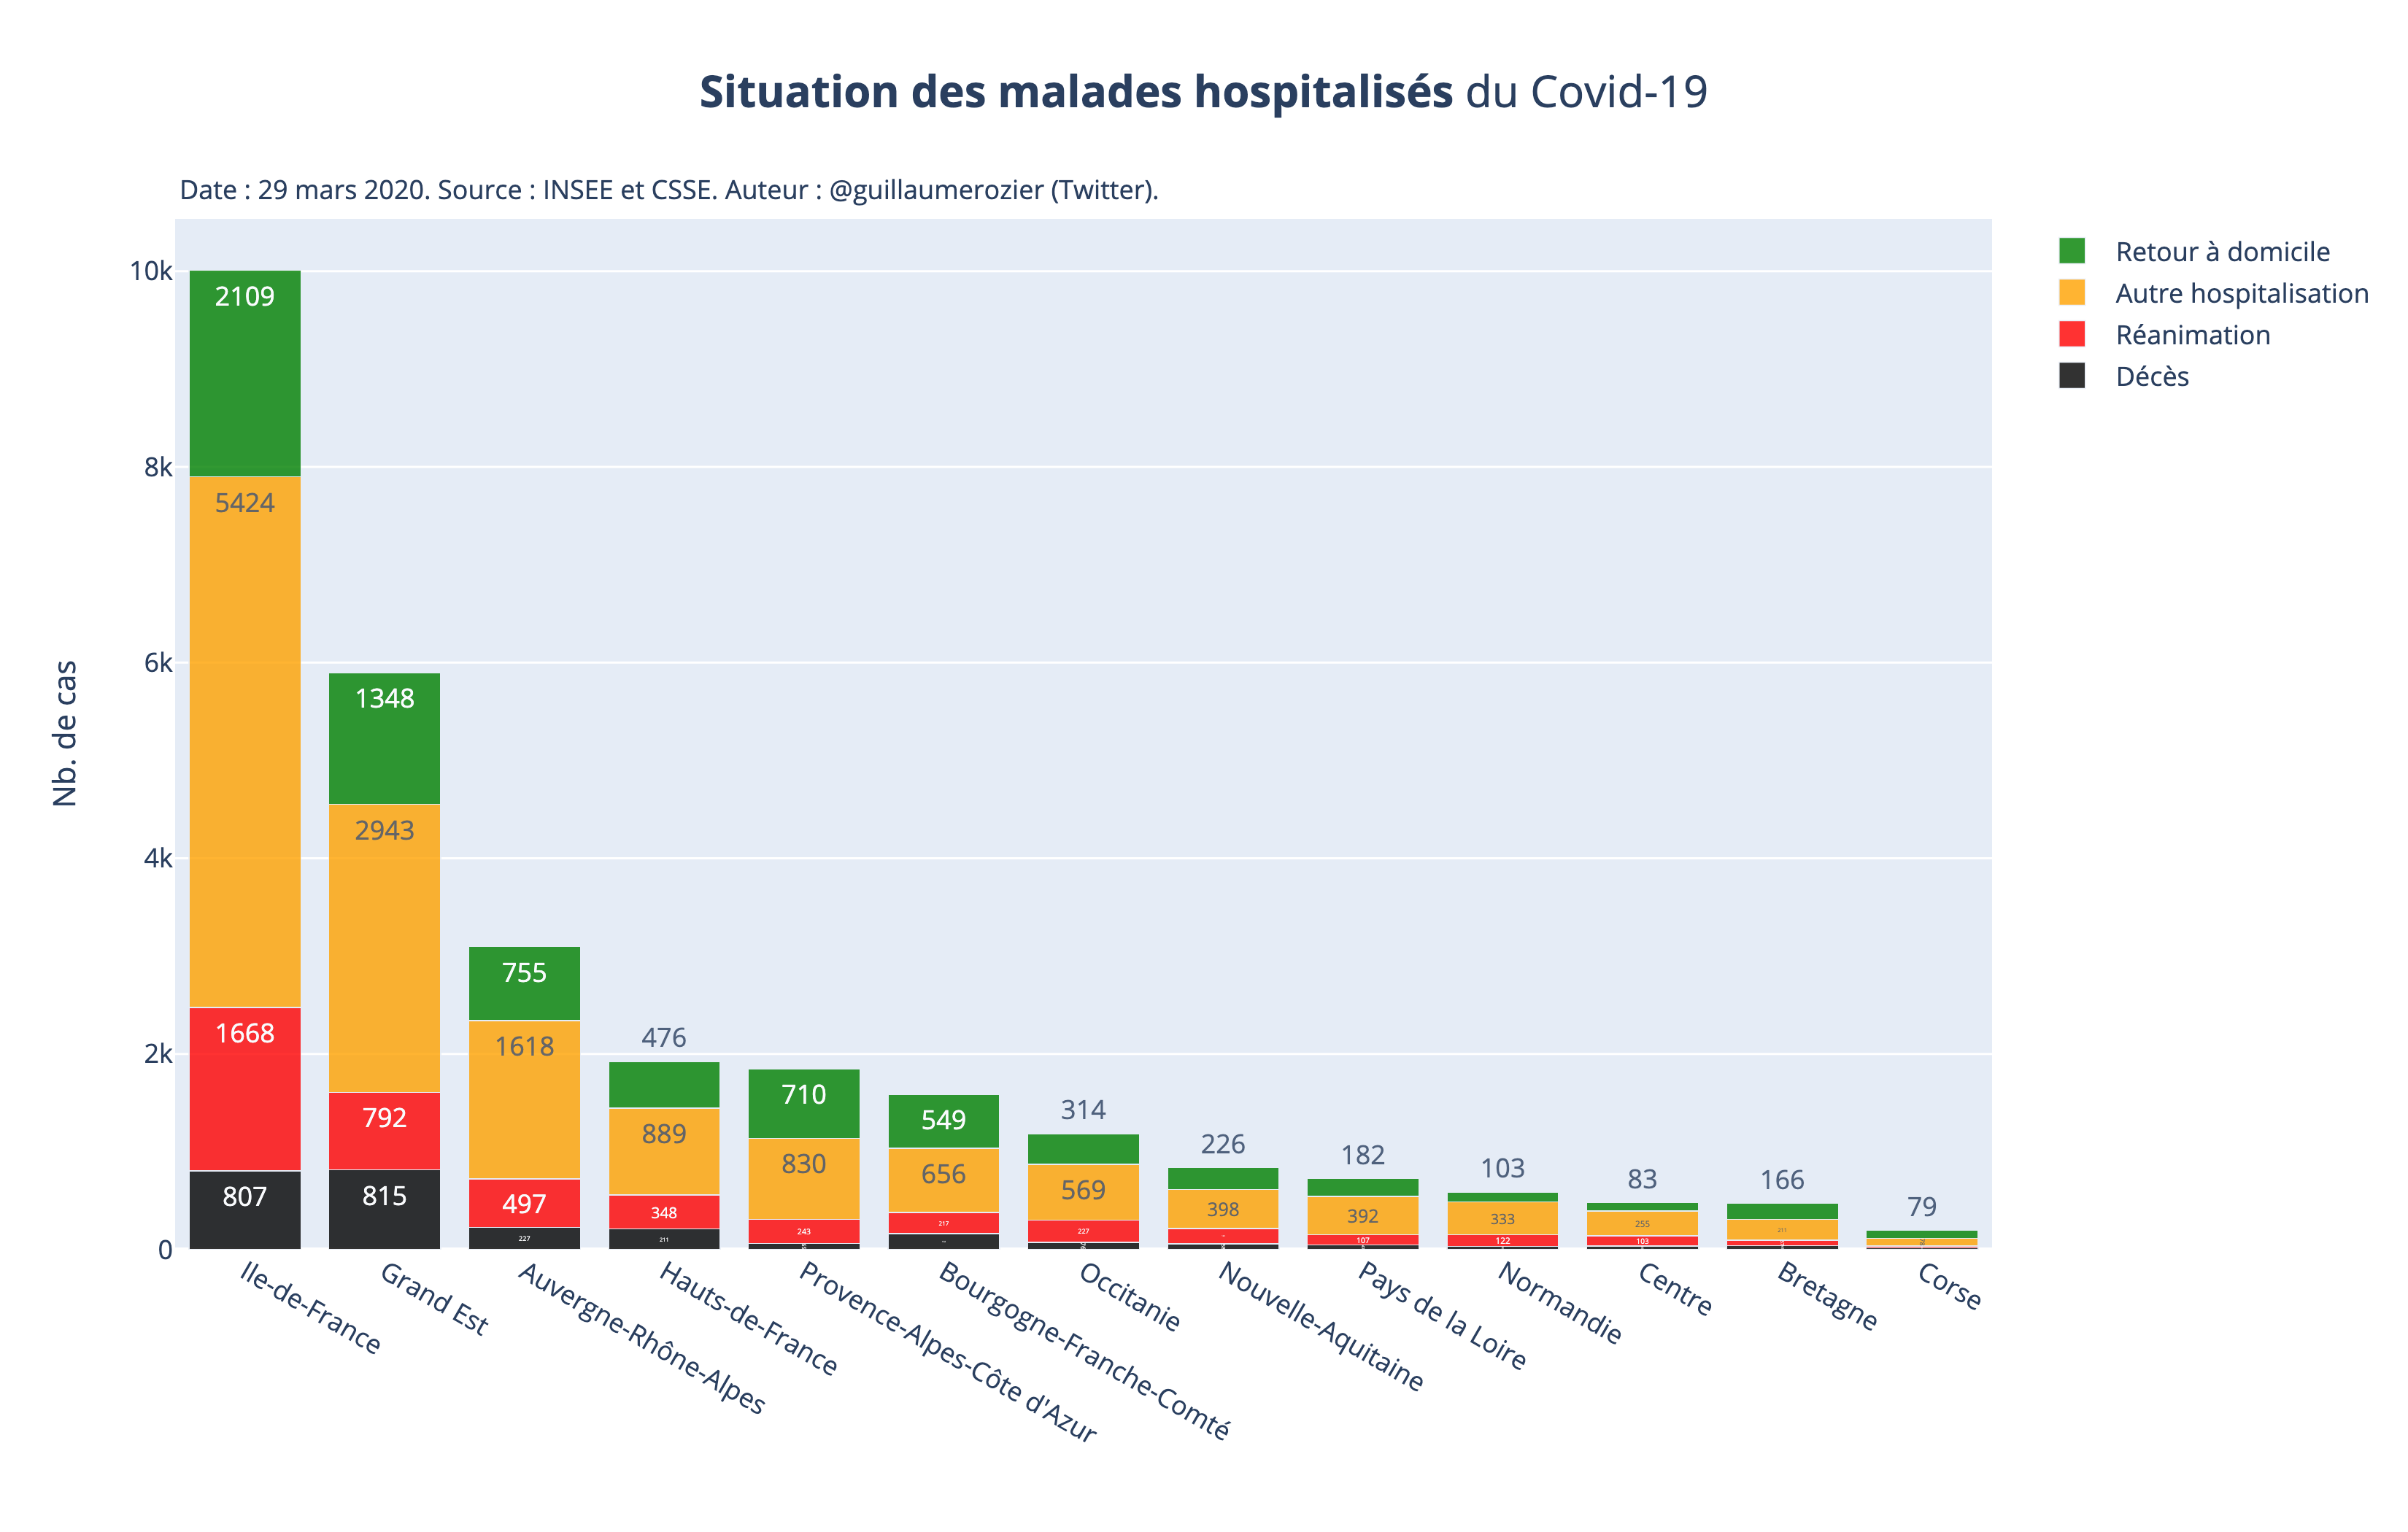 Situation des malades hospitalisés du Covid-19
Date : 29 mars 2020. Source : INSEE et CSSE. Auteur : @guillaumerozier (Twitter).
Retour à domicile
Autre hospitalisation
Réanimation
Décès
Nb. de cas
10k
8k
6k
4k
2k
0
2109
5424
1668
807
1348
2943
792
815
755
1618
497
227
476
889
348
211
710
830
243
549
656
217
314
569
227
226
398
182
392
107
103
333
122
83
255
103
166
211
79
78
Ile-de-France
Grand Est
Auvergne-Rhône-Alpes
Hauts-de-France
Provence-Alpes-Côte d'Azur
Bourgogne-Franche-Comté
Occitanie
Nouvelle-Aquitaine
Pays de la Loire
Normandie
Centre
Bretagne
Corse